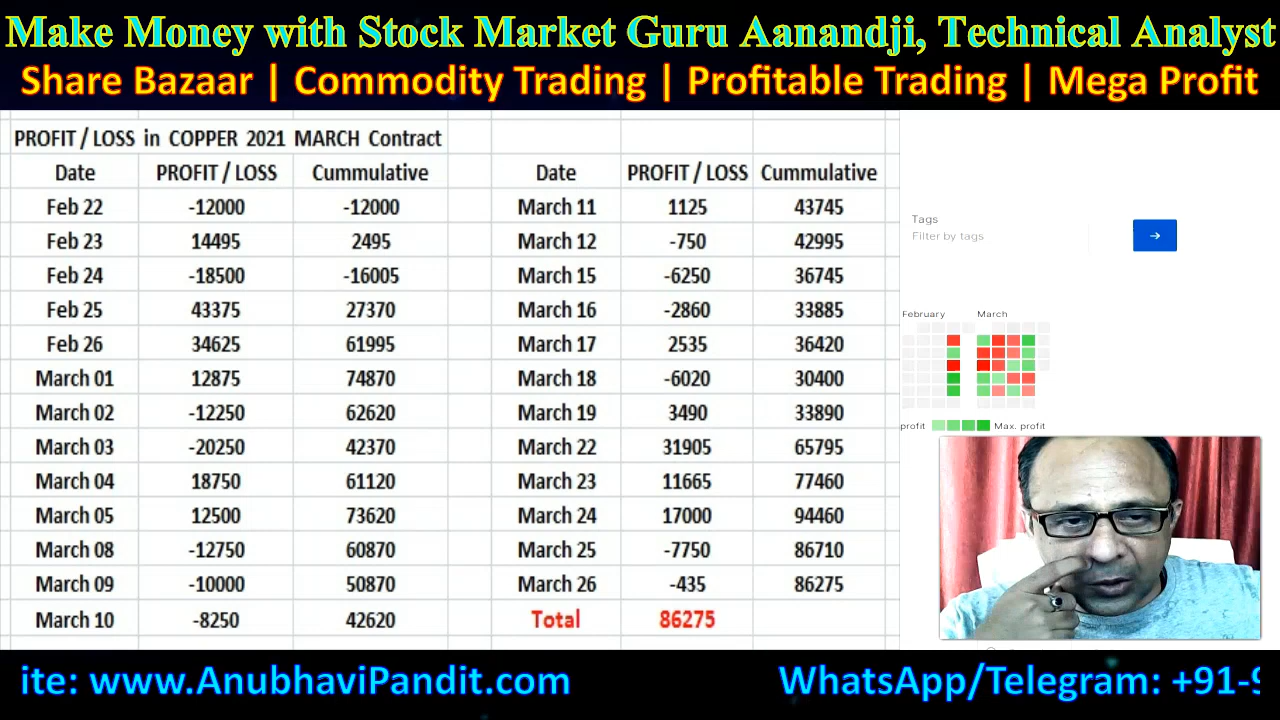 Make Money with Stock Market Guru Aanandji, Technical Analyst
Share Bazaar | Commodity Trading | Profitable Trading | Mega Profit
PROFIT / LOSS in COPPER 2021 MARCH Contract
Date PROFIT / LOSS Cummulative Date PROFIT / LOSS Cummulative
Feb 22 -12000 -12000 March 11 1125 43745
Feb 23 14495 2495 March 12 -750 42995
Feb 24 -18500 -16005 March 15 -6250 36745
Feb 25 43375 27370 March 16 -2860 33885
Feb 26 34625 61995 March 17 2535 36420
March 01 12875 74870 March 18 -6020 30400
March 02 -12250 62620 March 19 3490 33890
March 03 -20250 42370 March 22 31905 65795
March 04 18750 61120 March 23 11665 77460
March 05 12500 73620 March 24 17000 94460
March 08 -12750 60870 March 25 -7750 86710
March 09 -10000 50870 March 26 -435 86275
March 10 -8250 42620 Total 86275
Tags
Filter by tags
February March
profit Max. profit
ite: www.AnubhaviPandit.com WhatsApp/Telegram: +91-9